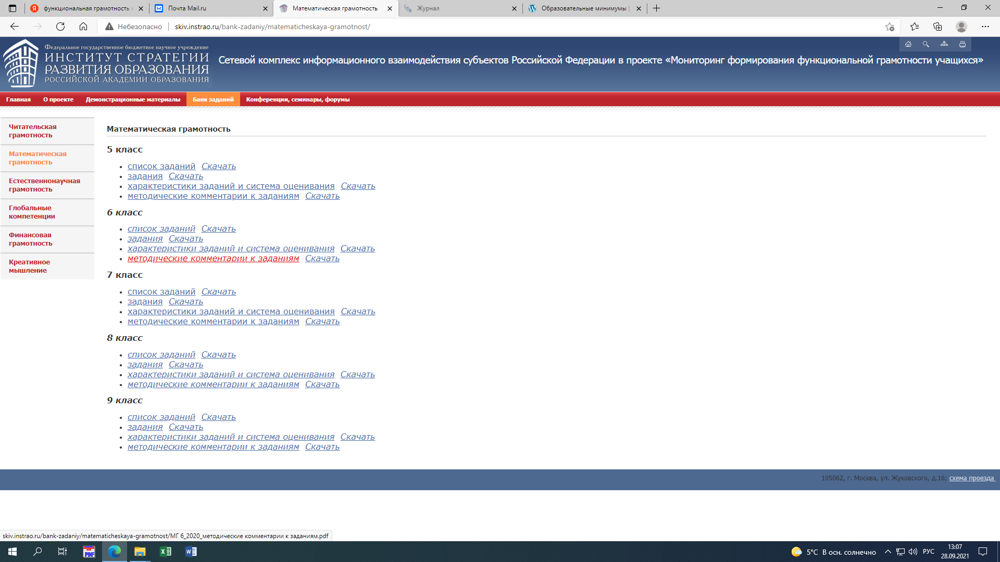 функциональная грамотность
Почта Mail.ru
Математическая грамотность
Журнал
Образовательные минимумы |
Небезопасно
skiv.instrao.ru/bank-zadaniy/matematicheskaya-gramotnost/
Федеральное государственное бюджетное научное учреждение
ИНСТИТУТ СТРАТЕГИИ
РАЗВИТИЯ ОБРАЗОВАНИЯ
РОССИЙСКОЙ АКАДЕМИИ ОБРАЗОВАНИЯ
Сетевой комплекс информационного взаимодействия субъектов Российской Федерации в проекте «Мониторинг формирования функциональной грамотности учащихся»
Главная О проекте Демонстрационные материалы Банк заданий Конференции, семинары, форумы
Читательская
грамотность
Математическая
грамотность
Естественнонаучная
грамотность
Глобальные
компетенции
Финансовая
грамотность
Креативное
мышление
Математическая грамотность
5 класс
список заданий Скачать
задания Скачать
характеристики заданий и система оценивания Скачать
методические комментарии к заданиям Скачать
6 класс
список заданий Скачать
задания Скачать
характеристики заданий и система оценивания Скачать
методические комментарии к заданиям Скачать
7 класс
список заданий Скачать
задания Скачать
характеристики заданий и система оценивания Скачать
методические комментарии к заданиям Скачать
8 класс
список заданий Скачать
задания Скачать
характеристики заданий и система оценивания Скачать
методические комментарии к заданиям Скачать
9 класс
список заданий Скачать
задания Скачать
характеристики заданий и система оценивания Скачать
методические комментарии к заданиям Скачать
105062, г. Москва, ул. Жуковского, д.16; схема проезда
skiv.instrao.ru/bank-zadaniy/matematicheskaya-gramotnost/МГ 6_2020_методические комментарии к заданиям.pdf
5°C В осн. солнечно
РУС
13:07
28.09.2021